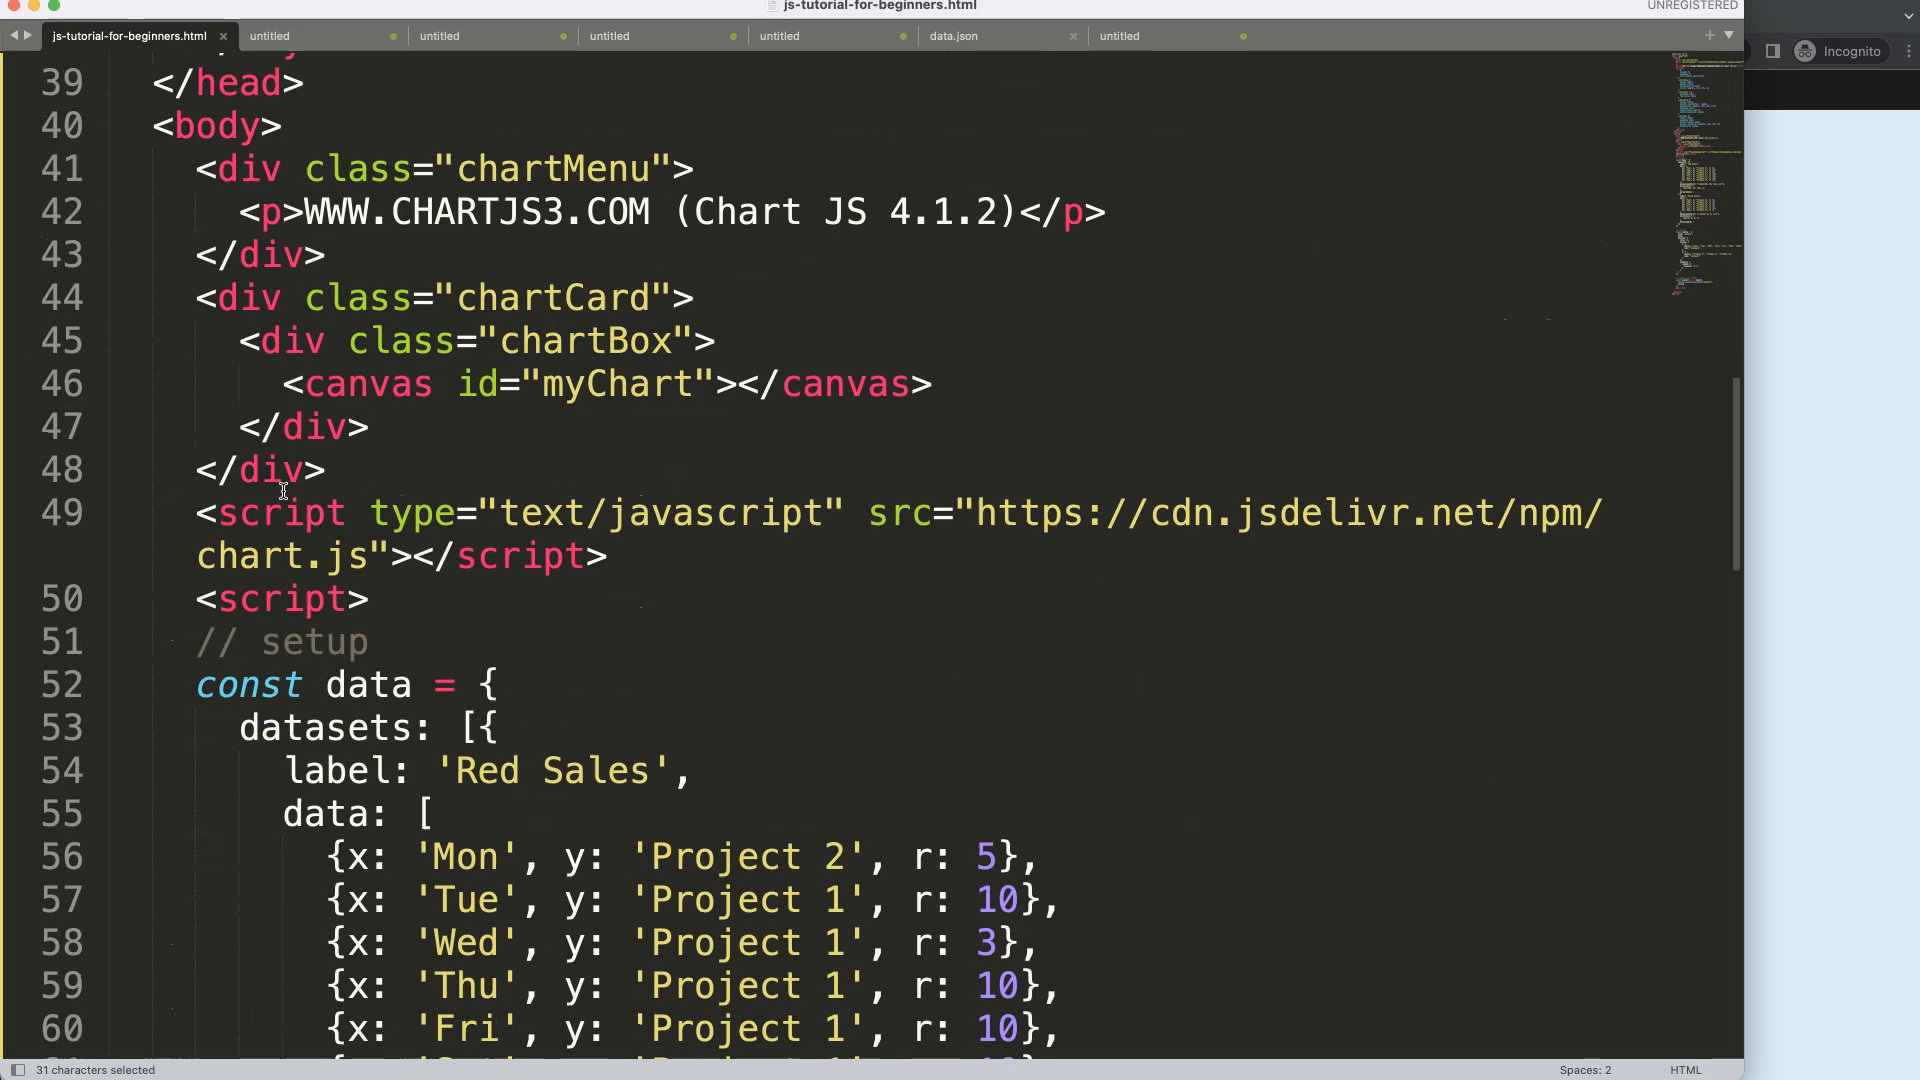 js-tutorial-for-beginners.html
UNREGISTERED
js-tutorial-for-beginners.html × untitled untitled untitled untitled data.json × untitled
Incognito
39 </head>
40 <body>
41 <div class="chartMenu">
42 <p>WWW.CHARTJS3.COM (Chart JS 4.1.2)</p>
43 </div>
44 <div class="chartCard">
45 <div class="chartBox">
46 <canvas id="myChart"></canvas>
47 </div>
48 </div>
49 <script type="text/javascript" src="https://cdn.jsdelivr.net/npm/
chart.js"></script>
50 <script>
51 // setup
52 const data = {
53 datasets: [{
54 label: 'Red Sales',
55 data: [
56 {x: 'Mon', y: 'Project 2', r: 5},
57 {x: 'Tue', y: 'Project 1', r: 10},
58 {x: 'Wed', y: 'Project 1', r: 3},
59 {x: 'Thu', y: 'Project 1', r: 10},
60 {x: 'Fri', y: 'Project 1', r: 10},
31 characters selected
Spaces: 2
HTML